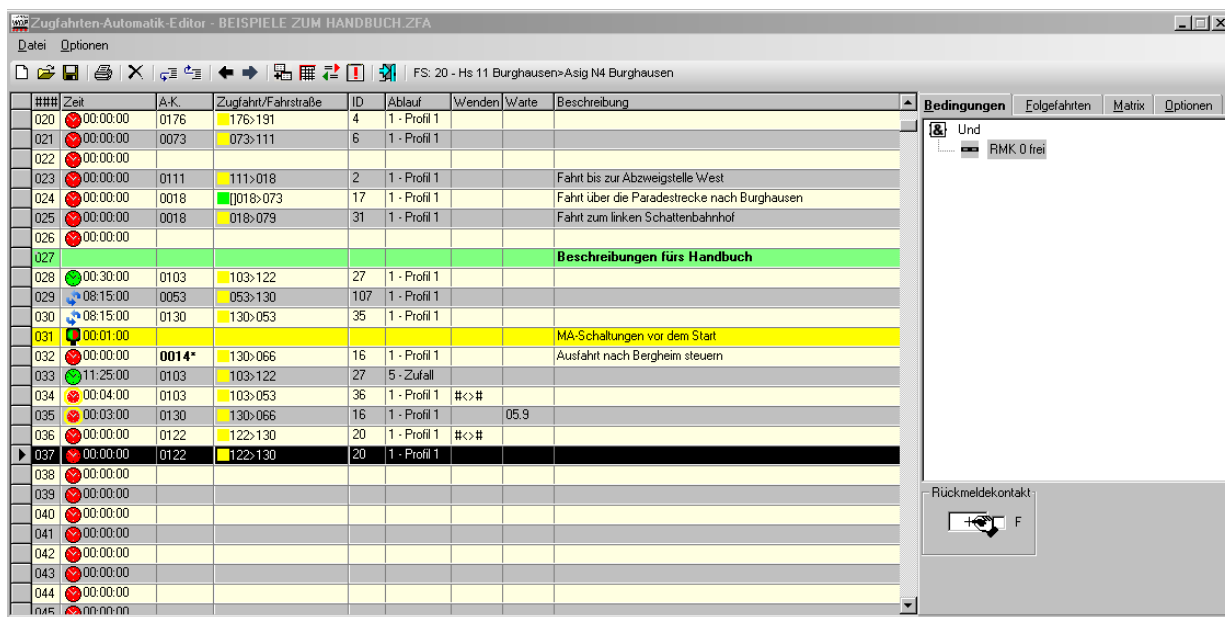 Zugfahrten-Automatik-Editor - BEISPIELE ZUM HANDBUCH.ZFA
Datei Optionen
FS: 20 - Hs 11 Burghausen>Asig N4 Burghausen
### Zeit A-K. Zugfahrt/Fahrstraße ID Ablauf Wenden Warte Beschreibung
020 00:00:00 0176 176>191 4 1 - Profil 1
021 00:00:00 0073 073>111 6 1 - Profil 1
022 00:00:00
023 00:00:00 0111 111>018 2 1 - Profil 1 Fahrt bis zur Abzweigstelle West
024 00:00:00 0018 []018>073 17 1 - Profil 1 Fahrt über die Paradestrecke nach Burghausen
025 00:00:00 0018 018>079 31 1 - Profil 1 Fahrt zum linken Schattenbahnhof
026 00:00:00
027 Beschreibungen fürs Handbuch
028 00:30:00 0103 103>122 27 1 - Profil 1
029 08:15:00 0053 053>130 107 1 - Profil 1
030 08:15:00 0130 130>053 35 1 - Profil 1
031 00:01:00 MA-Schaltungen vor dem Start
032 00:00:00 0014* 130>066 16 1 - Profil 1 Ausfahrt nach Bergheim steuern
033 11:25:00 0103 103>122 27 5 - Zufall
034 00:04:00 0103 103>053 36 1 - Profil 1 #<>#
035 00:03:00 0130 130>066 16 1 - Profil 1 05.9
036 00:00:00 0122 122>130 20 1 - Profil 1 #<>#
037 00:00:00 0122 122>130 20 1 - Profil 1
038 00:00:00
039 00:00:00
040 00:00:00
041 00:00:00
042 00:00:00
043 00:00:00
044 00:00:00
045 00:00:00
Bedingungen Folgefahrten Matrix Optionen
& Und
RMK 0 frei
Rückmeldekontakt
+ F